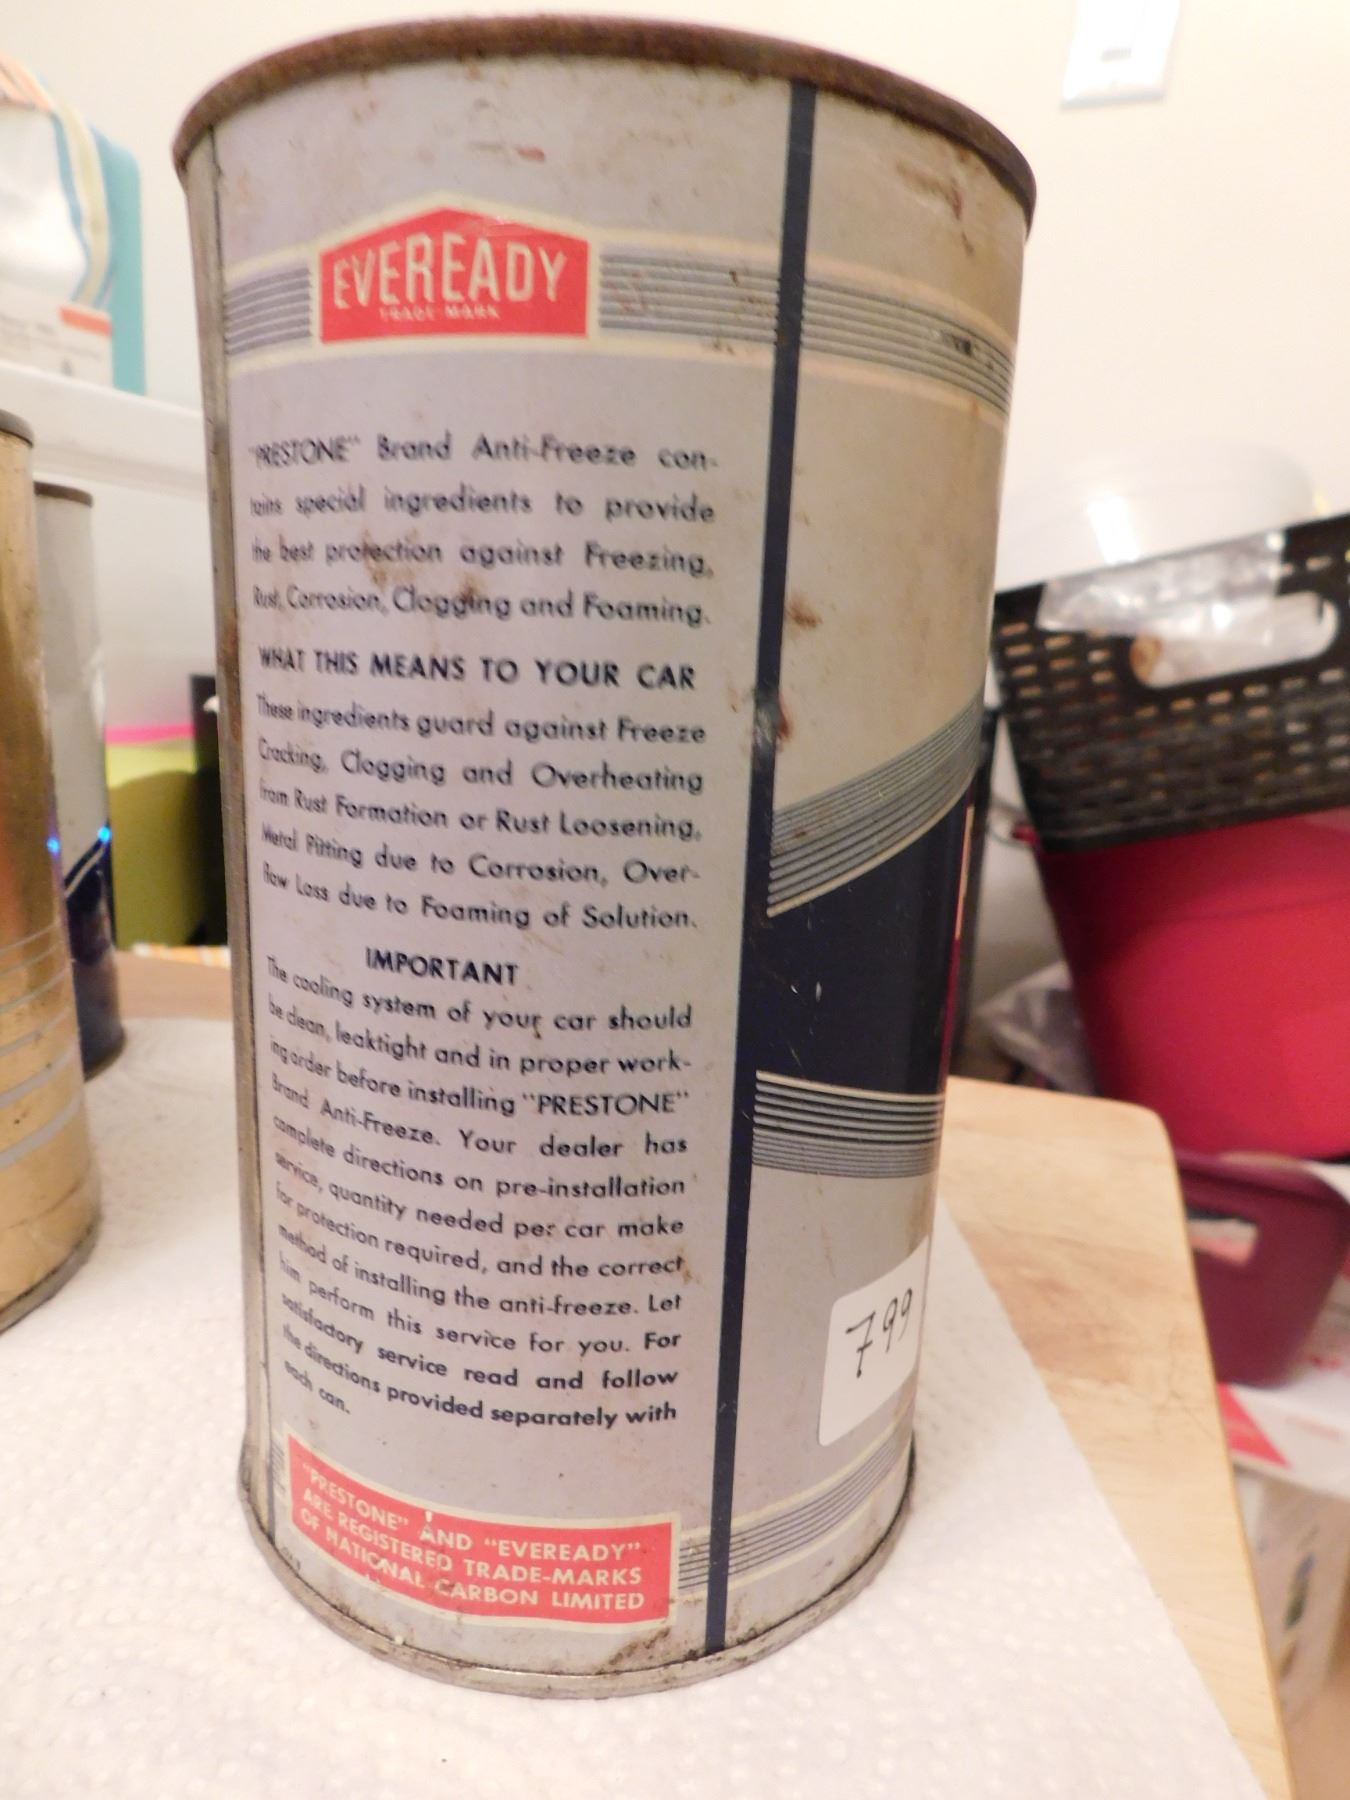 EVEREADY
TRADE-MARK
"PRESTONE" Brand Anti-Freeze con-
tains special ingredients to provide
the best protection against Freezing,
Rust, Corrosion, Clogging and Foaming.
WHAT THIS MEANS TO YOUR CAR
These ingredients guard against Freeze
Cracking, Clogging and Overheating
from Rust Formation or Rust Loosening,
Metal Pitting due to Corrosion, Over-
flow Loss due to Foaming of Solution.
IMPORTANT
The cooling system of your car should
be clean, leaktight and in proper work-
ing order before installing "PRESTONE"
Brand Anti-Freeze. Your dealer has
complete directions on pre-installation
service, quantity needed per car make
for protection required, and the correct
method of installing the anti-freeze. Let
him perform this service for you. For
satisfactory service read and follow
the directions provided separately with
each can.
"PRESTONE" AND "EVEREADY"
ARE REGISTERED TRADE-MARKS
OF NATIONAL CARBON LIMITED
799